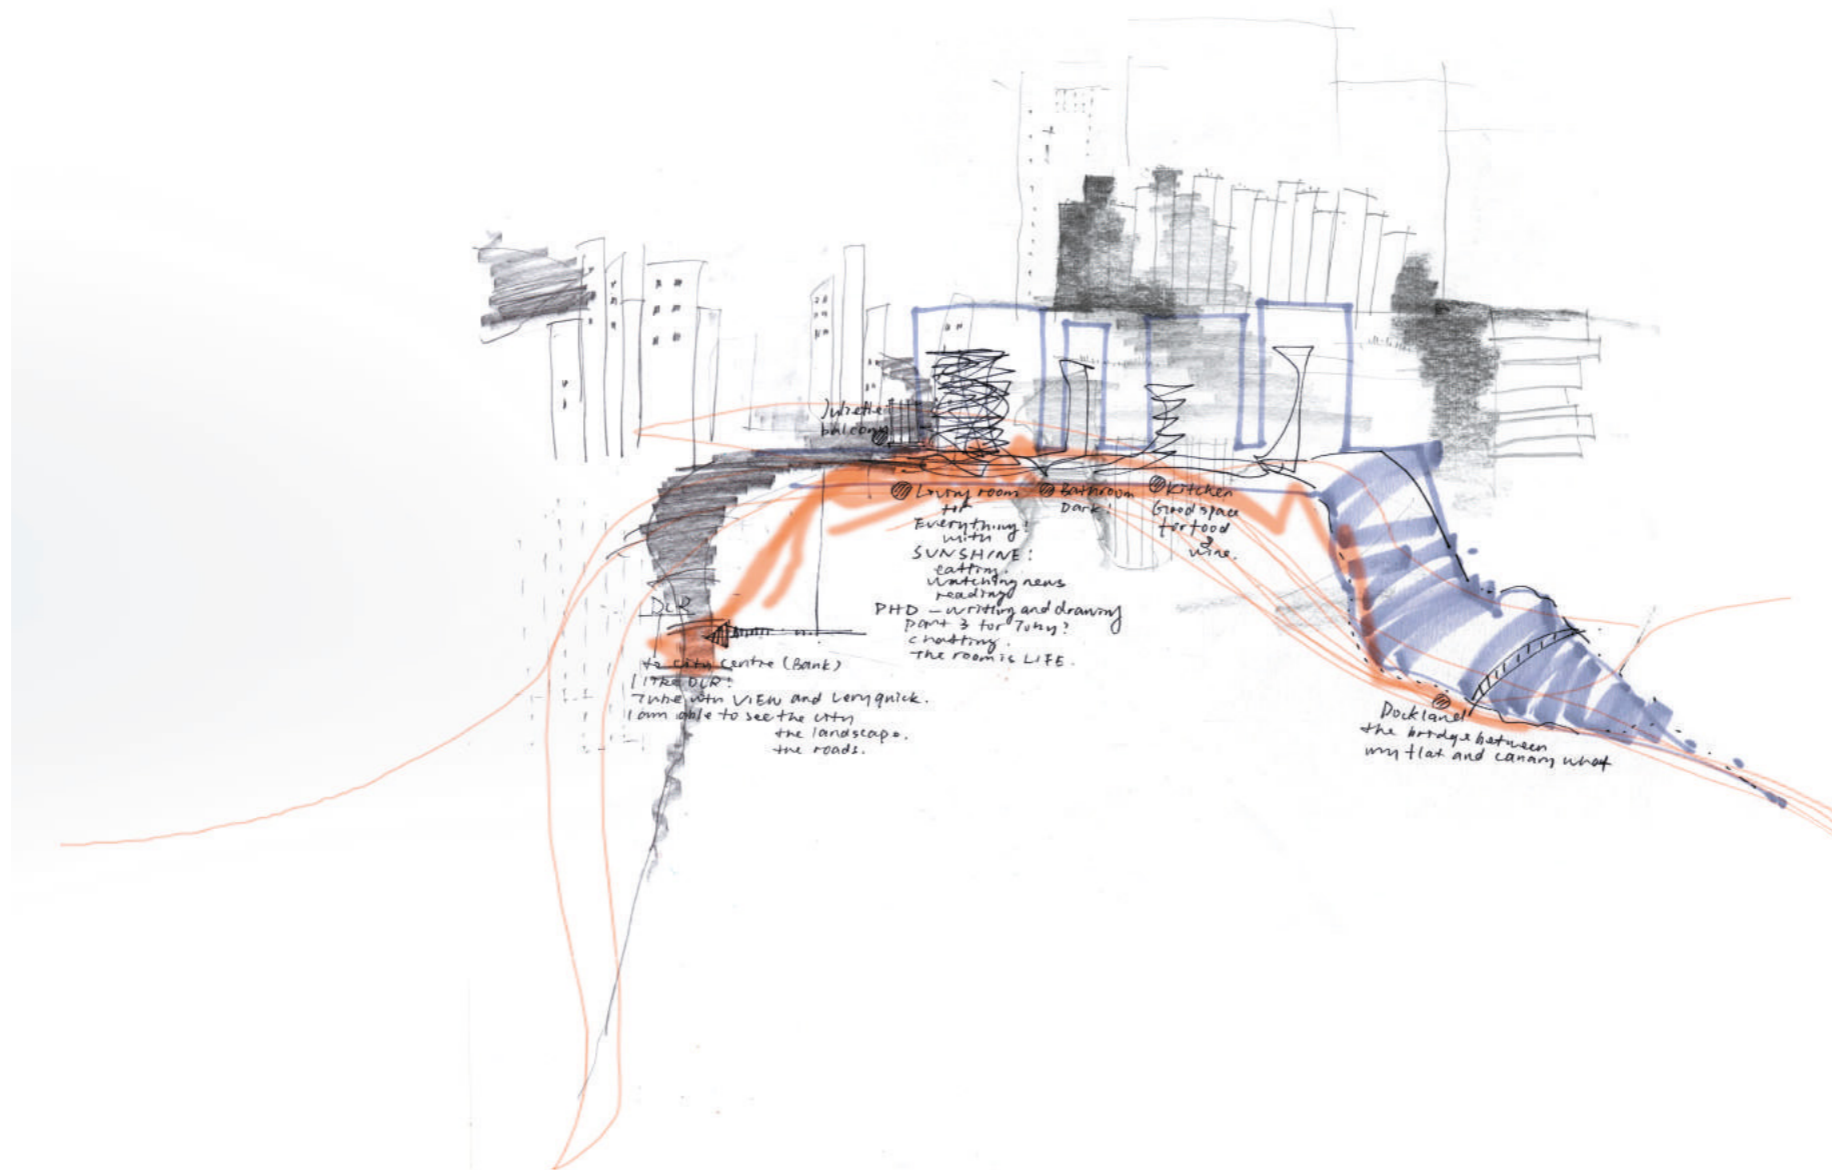 Juliette
balcony
Living room
for
Everything!
with
SUNSHINE!
eatting.
watching news
reading
PHD – writting and drawing
part 3 for Tony?
chatting.
the room is LIFE.
Bathroom
Dark!
Kitchen
Good space
for food
&
wine.
DLR
to city centre (Bank)
I like DLR!
Tube with VIEW and very quick.
I am able to see the city
the landscape.
the roads.
Dockland
the bridge between
my flat and canary wharf